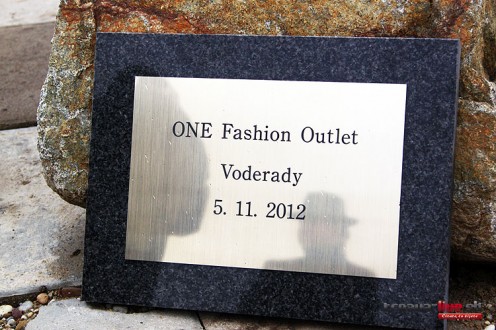 ONE Fashion Outlet
Voderady
5. 11. 2012